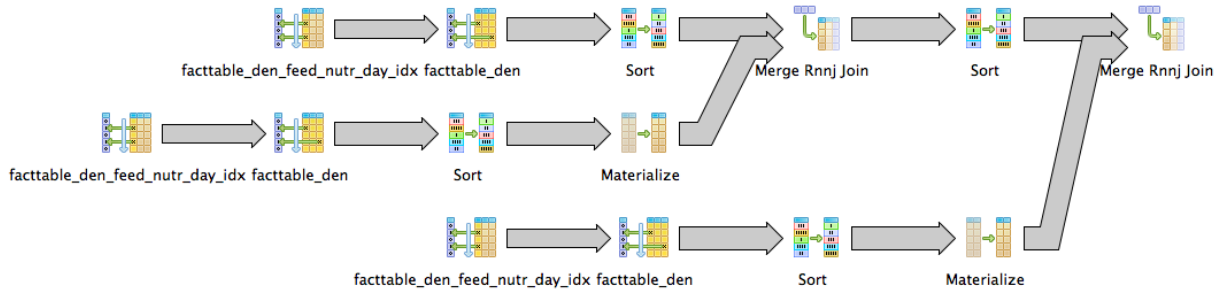 facttable_den_feed_nutr_day_idx facttable_den Sort Merge Rnnj Join Sort Merge Rnnj Join
facttable_den_feed_nutr_day_idx facttable_den Sort Materialize
facttable_den_feed_nutr_day_idx facttable_den Sort Materialize